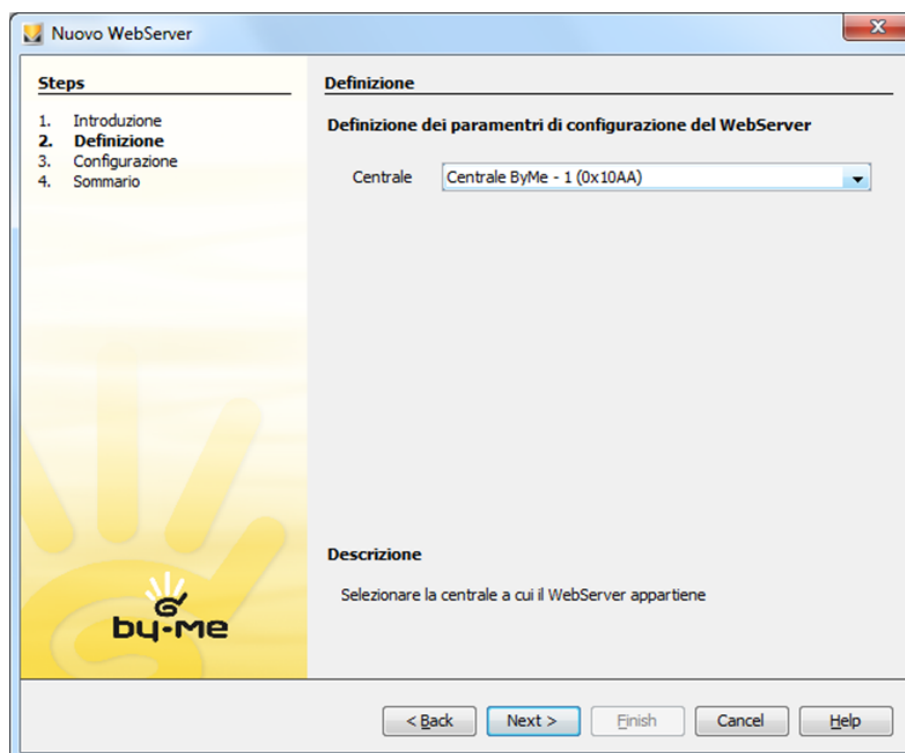 Nuovo WebServer
Steps
1. Introduzione
2. Definizione
3. Configurazione
4. Sommario
by-me
Definizione
Definizione dei paramentri di configurazione del WebServer
Centrale Centrale ByMe - 1 (0x10AA)
Descrizione
Selezionare la centrale a cui il WebServer appartiene
< Back Next > Finish Cancel Help